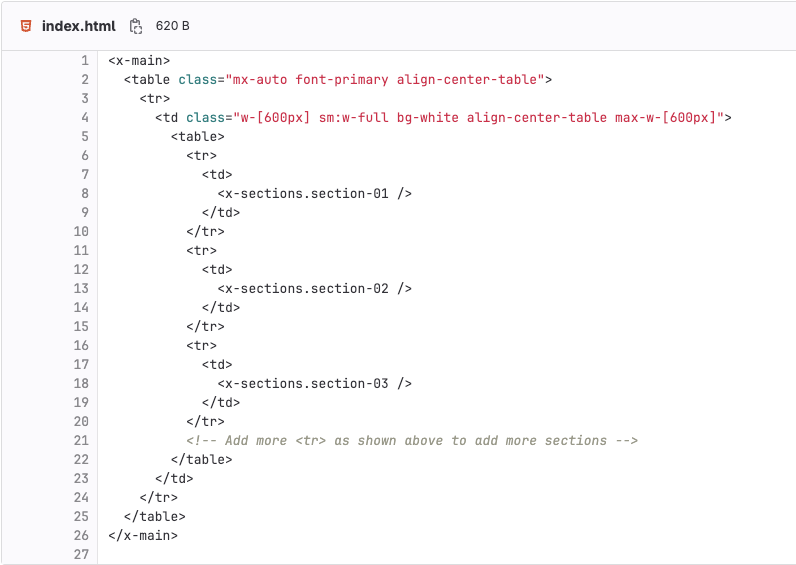 index.html 620 B
1 <x-main>
2   <table class="mx-auto font-primary align-center-table">
3     <tr>
4       <td class="w-[600px] sm:w-full bg-white align-center-table max-w-[600px]">
5         <table>
6           <tr>
7             <td>
8               <x-sections.section-01 />
9             </td>
10           </tr>
11           <tr>
12             <td>
13               <x-sections.section-02 />
14             </td>
15           </tr>
16           <tr>
17             <td>
18               <x-sections.section-03 />
19             </td>
20           </tr>
21           <!-- Add more <tr> as shown above to add more sections -->
22         </table>
23       </td>
24     </tr>
25   </table>
26 </x-main>
27